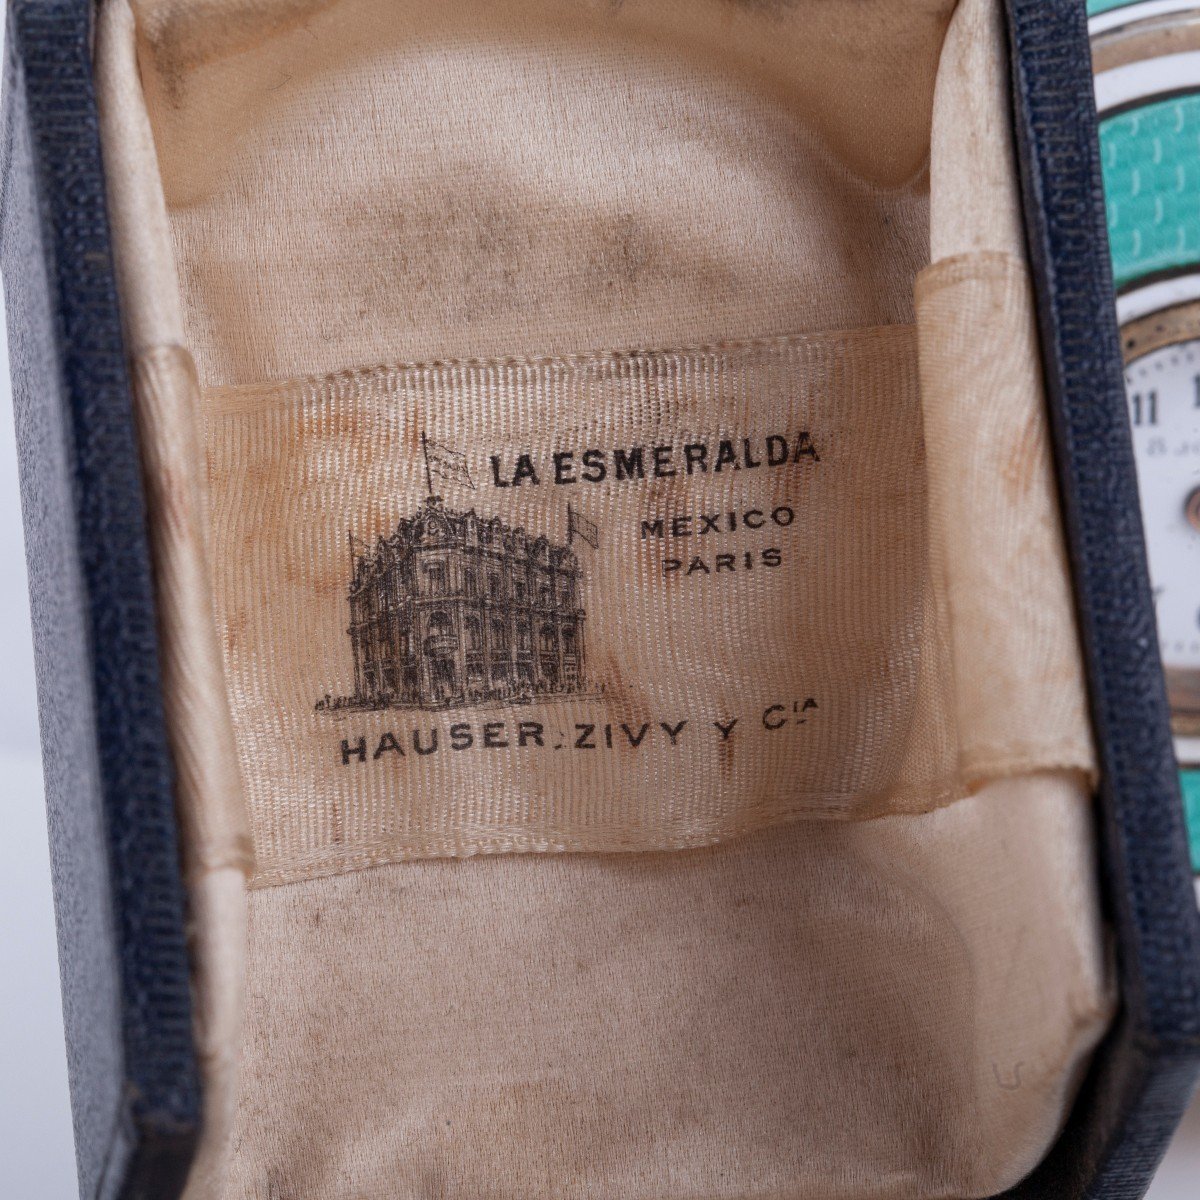 LA ESMERALDA
MEXICO
PARIS
HAUSER, ZIVY Y CIA
11